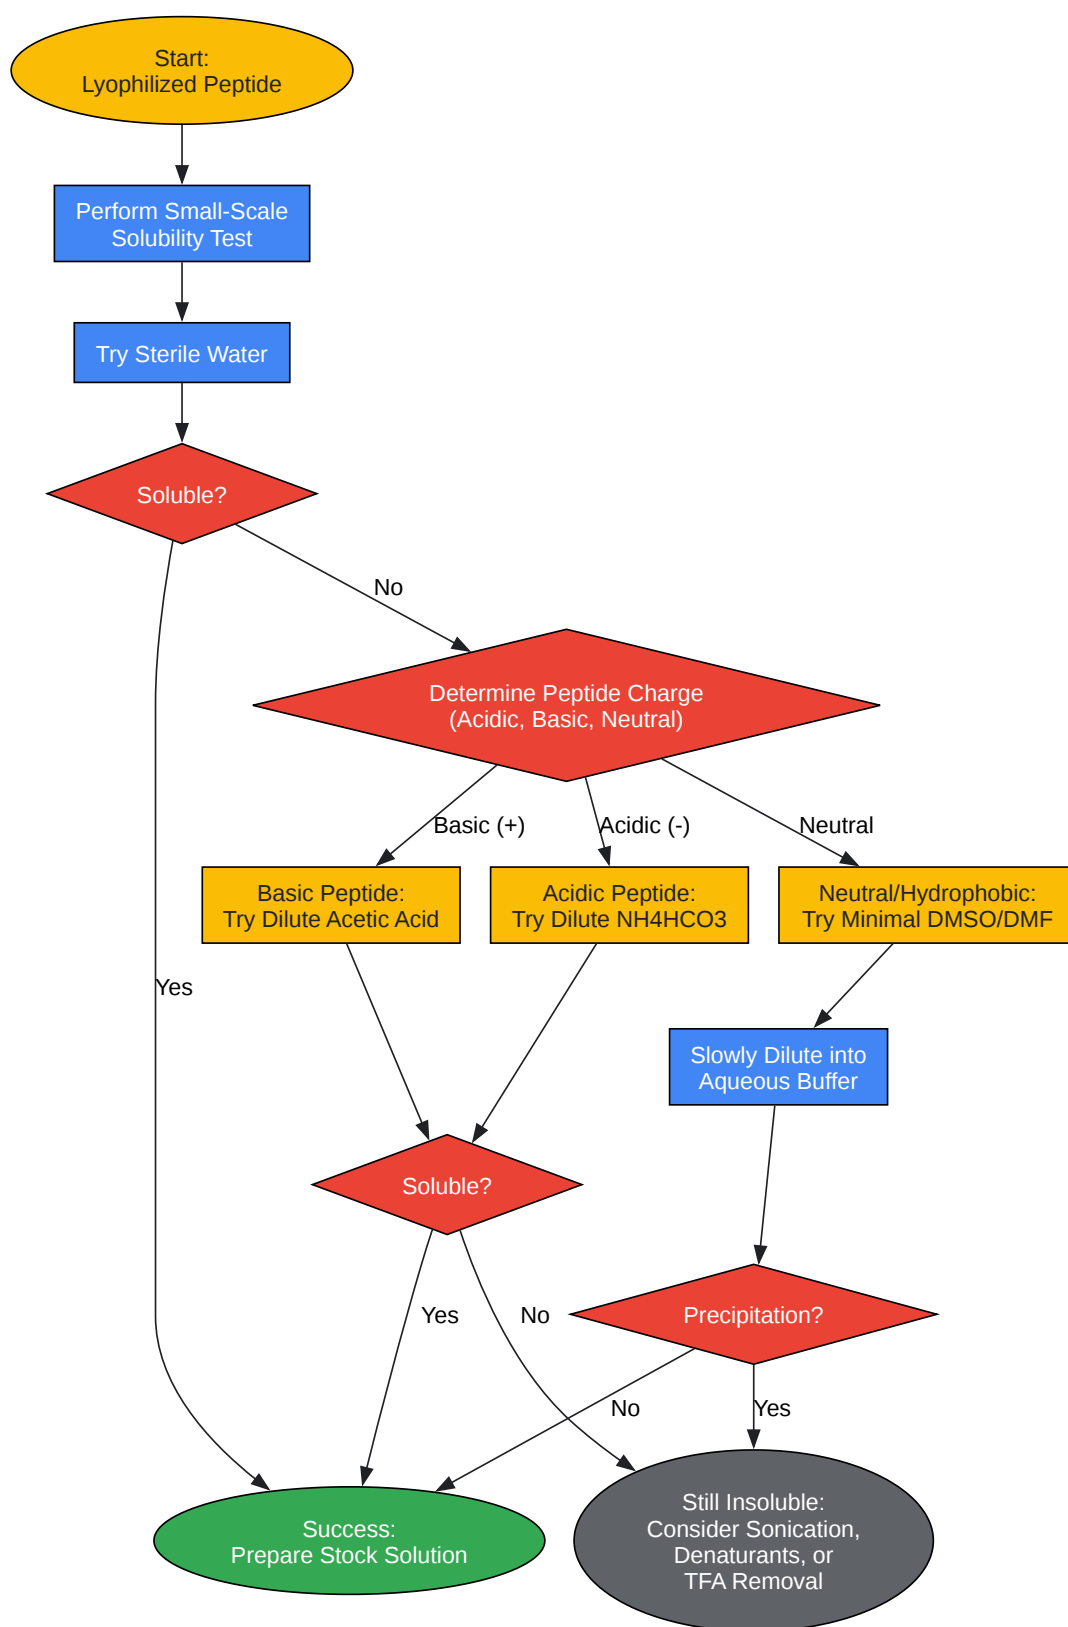 Start:
Lyophilized Peptide
Perform Small-Scale
Solubility Test
Try Sterile Water
Soluble?
No
Determine Peptide Charge
(Acidic, Basic, Neutral)
Basic (+)
Acidic (-)
Neutral
Basic Peptide:
Try Dilute Acetic Acid
Acidic Peptide:
Try Dilute NH4HCO3
Neutral/Hydrophobic:
Try Minimal DMSO/DMF
Yes
Slowly Dilute into
Aqueous Buffer
Soluble?
Yes
No
Precipitation?
No
Yes
Success:
Prepare Stock Solution
Still Insoluble:
Consider Sonication,
Denaturants, or
TFA Removal